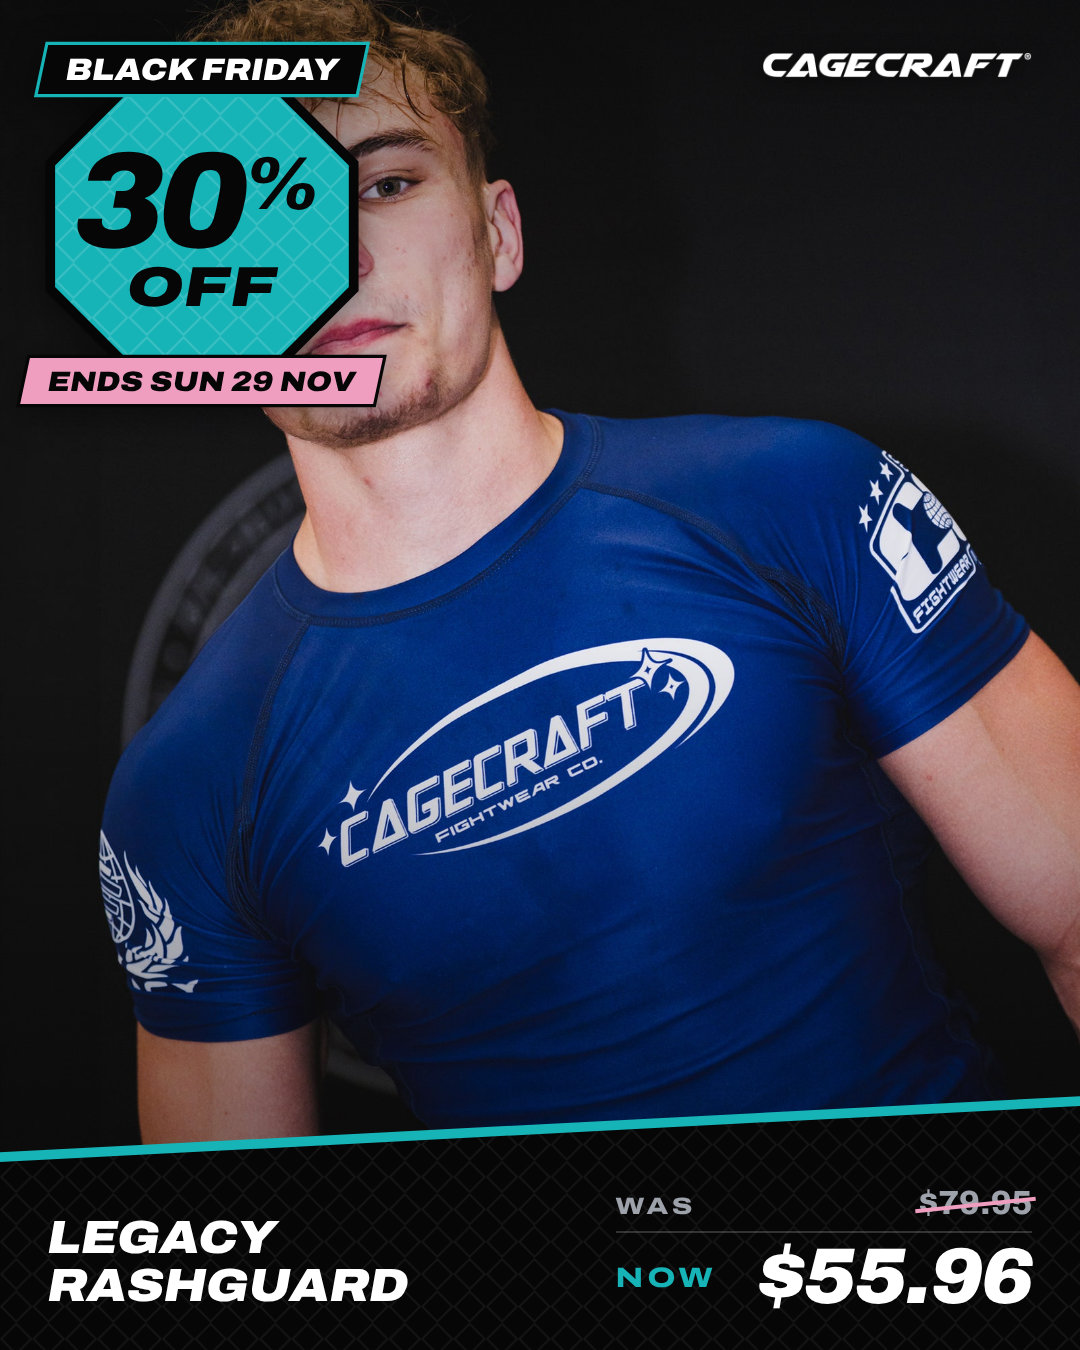 BLACK FRIDAY
30%
OFF
ENDS SUN 29 NOV
CAGECRAFT®
CAGECRAFT
FIGHTWEAR CO.
FIGHTWEAR
LEGACY
RASHGUARD
WAS $79.95
NOW $55.96